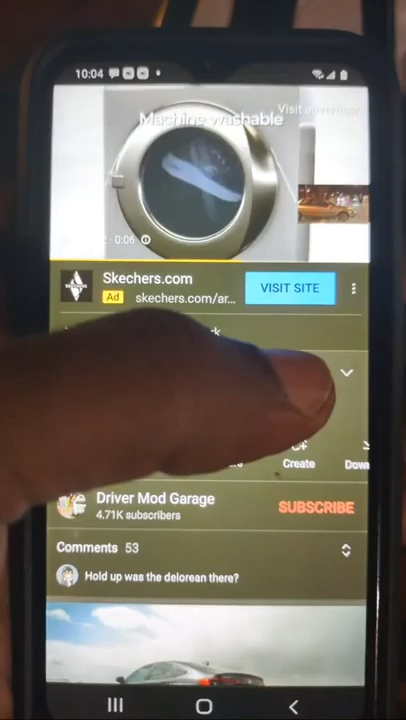 10:04
Visit advertiser
Machine washable
0:06
Skechers.com
VISIT SITE
Ad skechers.com/ar...
Create
Down
Driver Mod Garage
4.71K subscribers
SUBSCRIBE
Comments 53
Hold up was the delorean there?